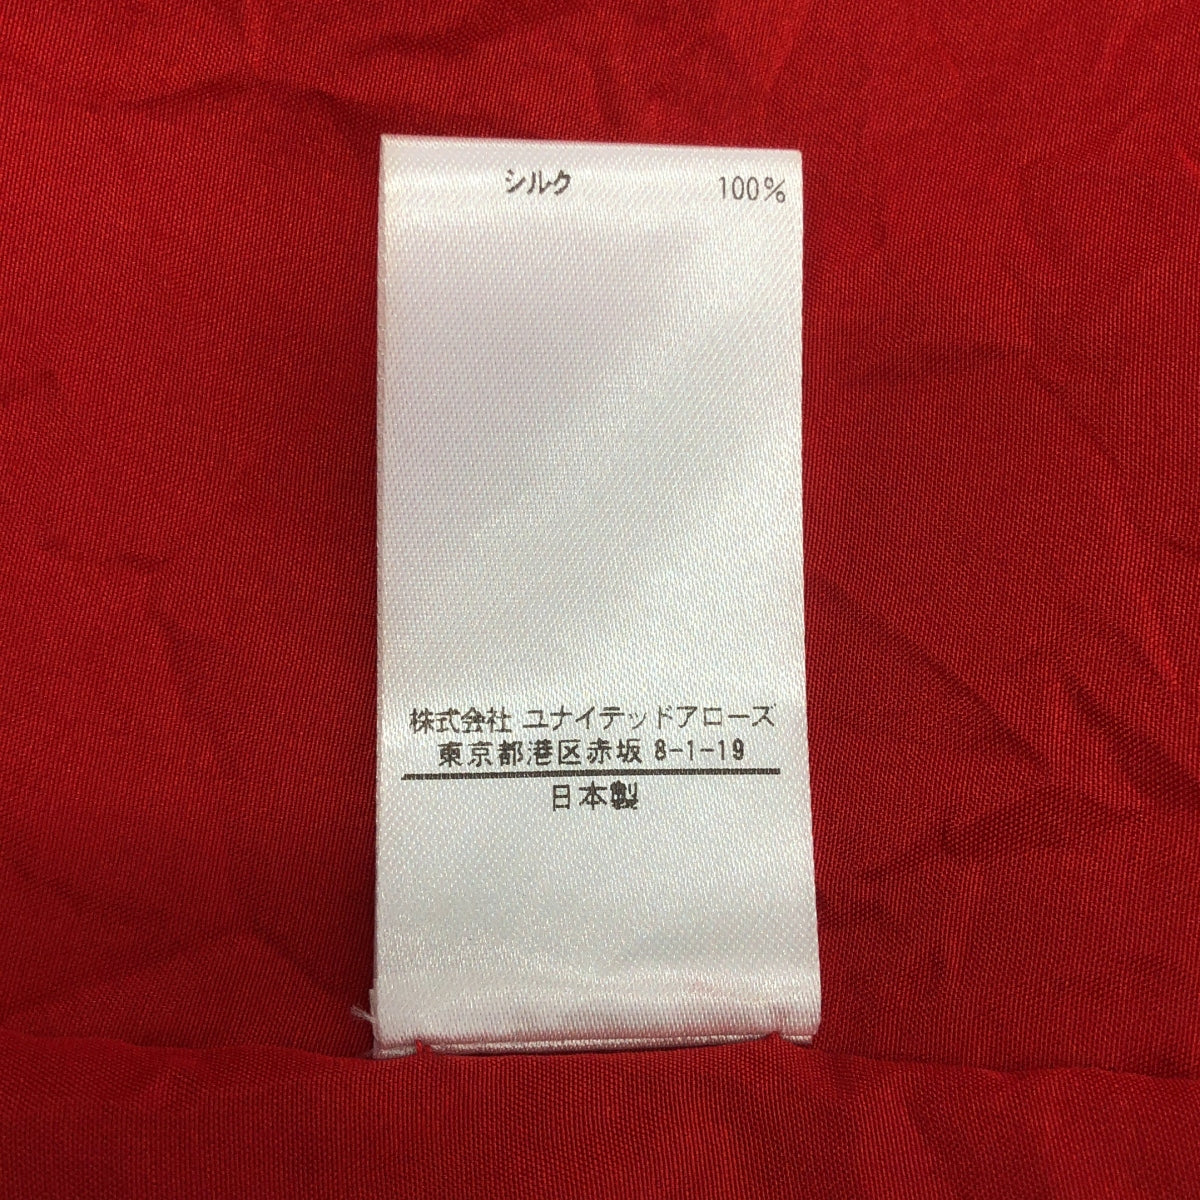 シルク 100%
株式会社 ユナイテッドアローズ
東京都港区赤坂 8-1-19
日本製